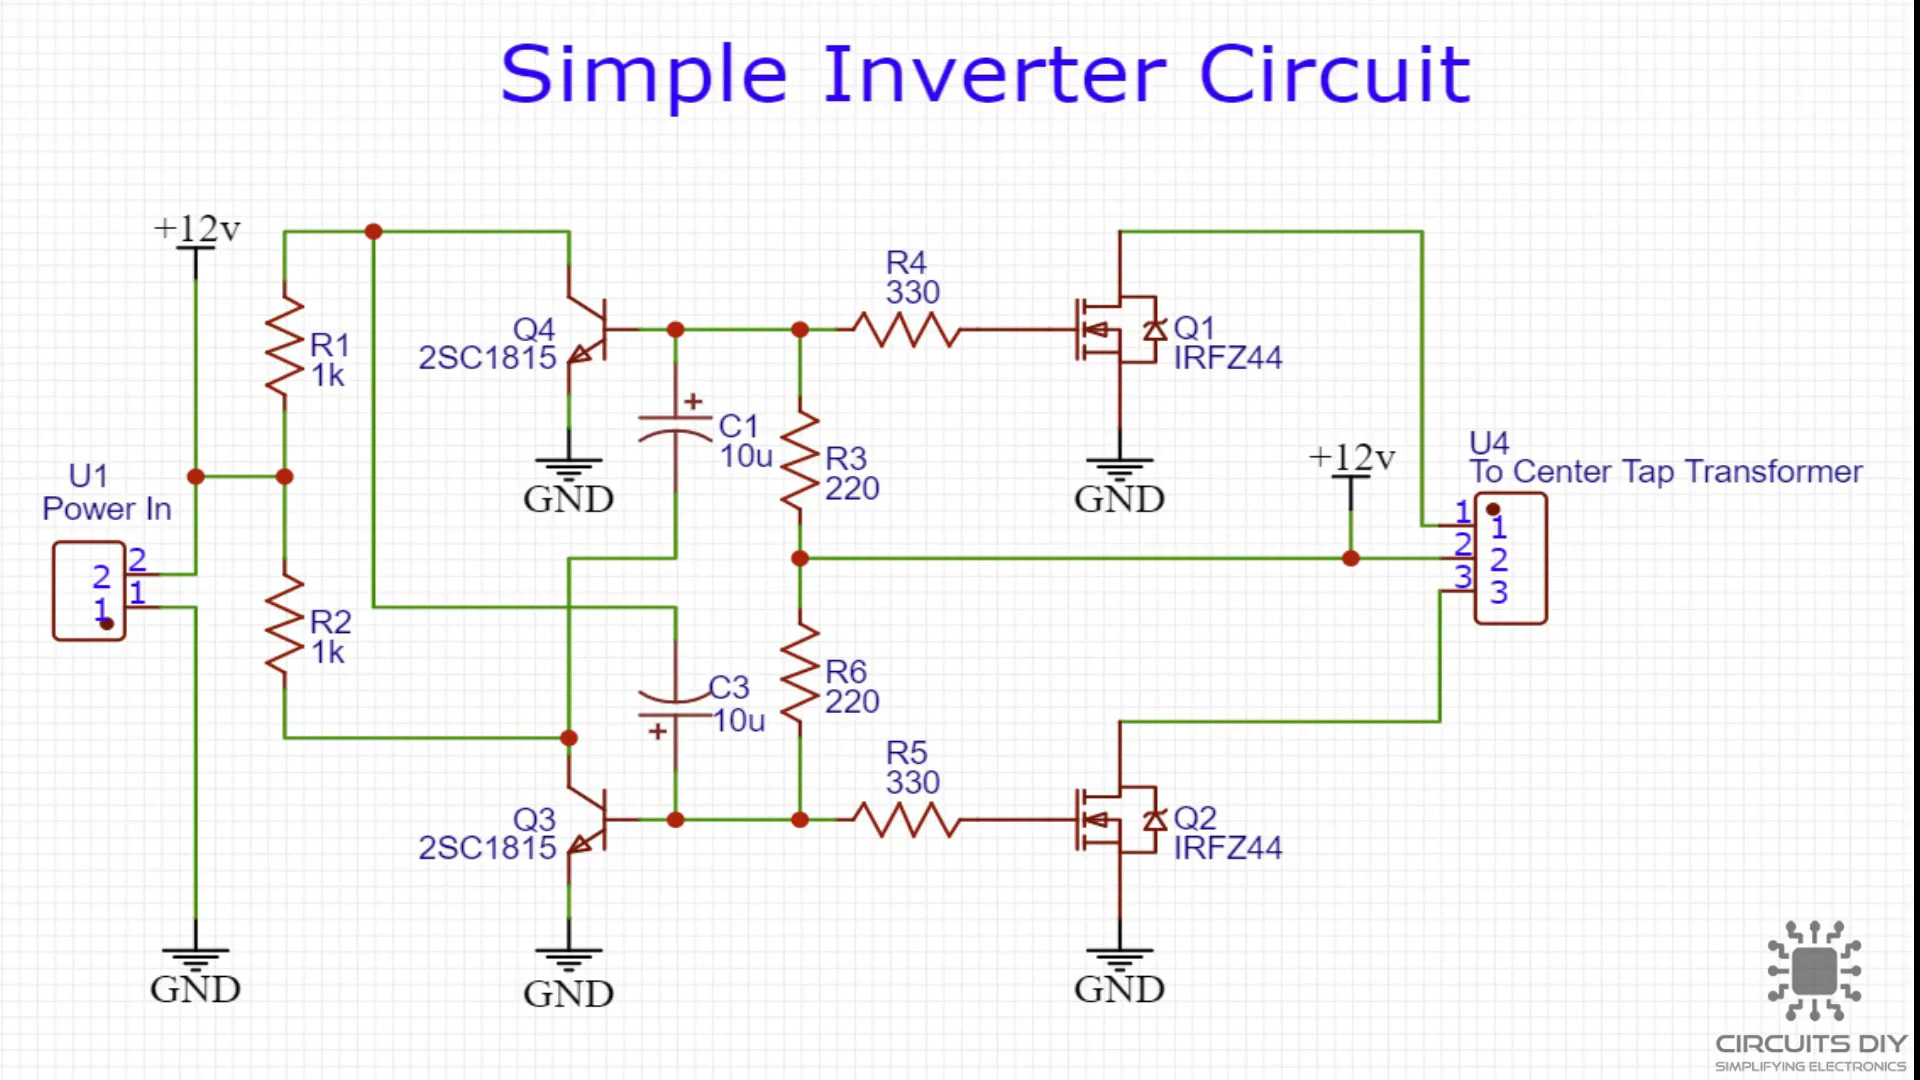 Simple Inverter Circuit
+12v
R1
1k
Q4
2SC1815
R4
330
Q1
IRFZ44
+
C1
10u
R3
220
GND
GND
+12v
U4
To Center Tap Transformer
1
1
2
2
3
3
U1
Power In
2
2
1
1
R2
1k
C3
10u
+
R6
220
R5
330
Q3
2SC1815
Q2
IRFZ44
GND
GND
GND
CIRCUITS DIY
SIMPLIFYING ELECTRONICS